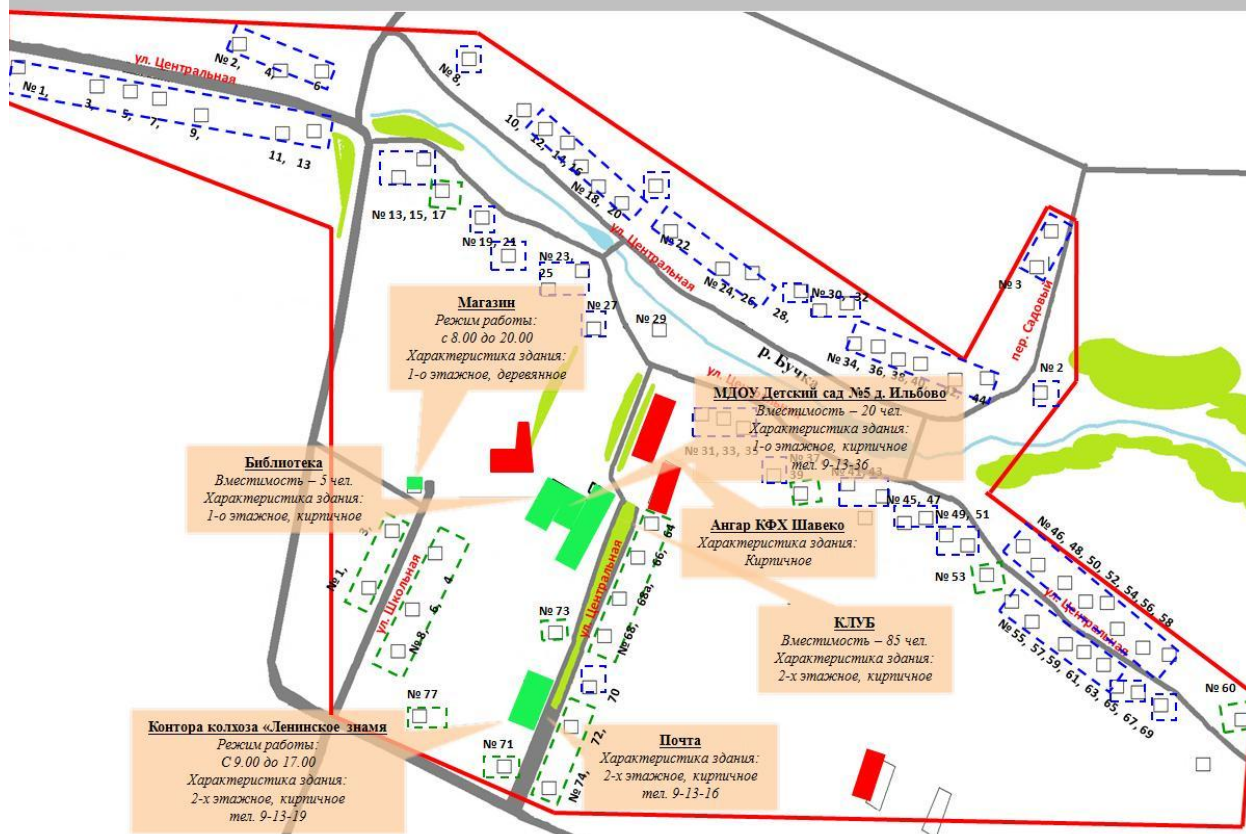 ул. Центральная
№ 2, 4, 6
№ 8,
№ 1, 3, 5, 7, 9, 11, 13
10, 12, 14, 16
№ 18, 20
ул. Центральная
№ 13, 15, 17
№ 19, 21
№ 22
№ 23,
25
№ 24, 26, 28,
№ 30, 32
№ 3
пер. Садовый
№ 27
№ 29
р. Бучка
№ 34, 36, 38, 40, 42, 44
№ 2
Магазин
Режим работы:
с 8.00 до 20.00
Характеристика здания:
1-о этажное, деревянное
МДОУ Детский сад №5 д. Ильбово
Вместимость – 20 чел.
Характеристика здания:
1-о этажное, кирпичное
тел. 9-13-36
№ 31, 33, 35
№ 37
39
№ 41, 43
№ 45, 47
№ 49, 51
№ 53
Библиотека
Вместимость – 5 чел.
Характеристика здания:
1-о этажное, кирпичное
Ангар КФХ Шавеко
Характеристика здания:
Кирпичное
№ 46, 48, 50, 52, 54, 56, 58
ул. Центральная
№ 55, 57, 59, 61, 63, 65, 67, 69
№ 60
№ 1, 3,
ул. Школьная
№ 8, 6, 4
ул. Центральная
№ 68, 68а, 66, 64
№ 73
70
КЛУБ
Вместимость – 85 чел.
Характеристика здания:
2-х этажное, кирпичное
№ 77
№ 71
№ 74, 72,
Контора колхоза «Ленинское знамя
Режим работы:
С 9.00 до 17.00
Характеристика здания:
2-х этажное, кирпичное
тел. 9-13-19
Почта
Характеристика здания:
2-х этажное, кирпичное
тел. 9-13-16